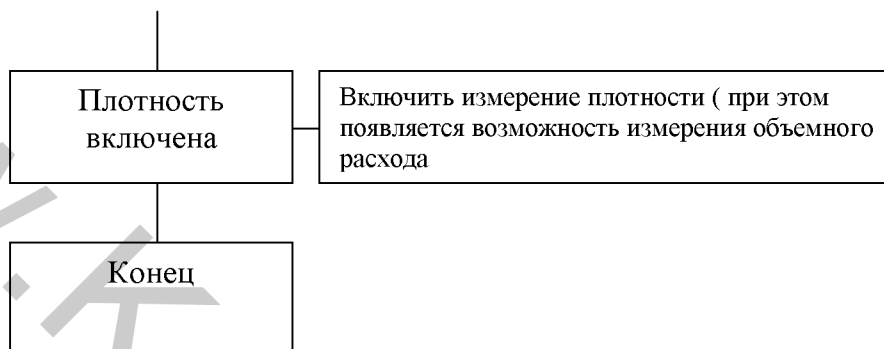 Плотность
включена
Включить измерение плотности ( при этом
появляется возможность измерения объемного
расхода
Конец